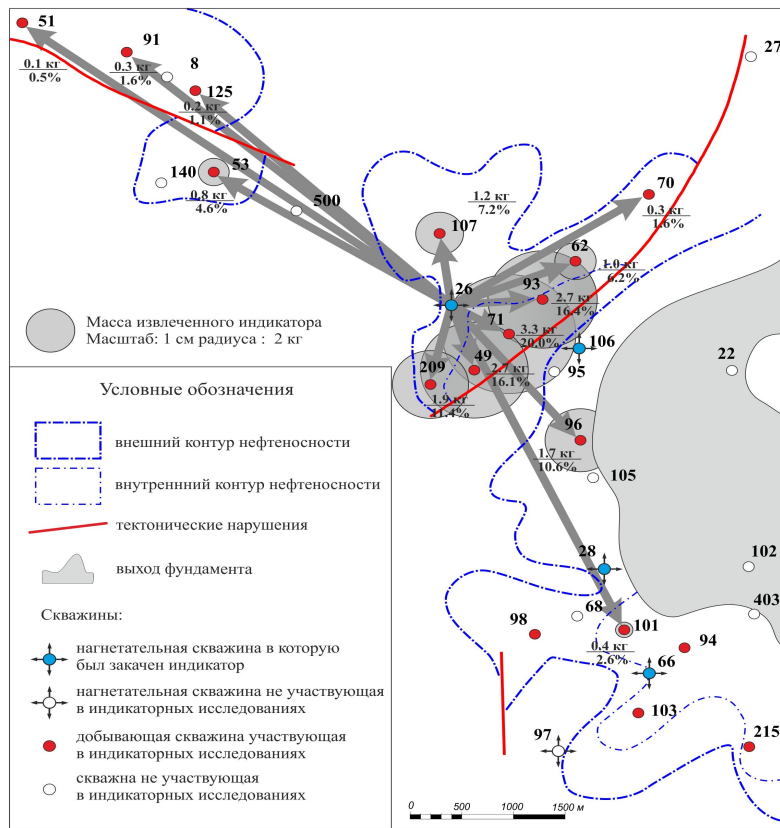 51
91
8
27
0.1 кг
0.5%
0.3 кг
1.6%
125
0.2 кг
1.1%
140
53
0.8 кг
4.6%
500
70
1.2 кг
7.2%
0.3 кг
1.6%
107
62
1.0 кг
6.2%
26
93
2.7 кг
16.4%
71
3.3 кг
20.0%
106
Масса извлеченного индикатора
Масштаб: 1 см радиуса : 2 кг
22
209
49
2.7 кг
16.1%
95
1.9 кг
11.4%
96
1.7 кг
10.6%
105
Условные обозначения
внешний контур нефтеносности
внутреннний контур нефтеносности
тектонические нарушения
выход фундамента
Скважины:
нагнетательная скважина в которую
был закачен индикатор
нагнетательная скважина не участвующая
в индикаторных исследованиях
добывающая скважина участвующая
в индикаторных исследованиях
скважна не участвующая
в индикаторных исследованиях
28
102
68
403
98
101
94
0.4 кг
2.6%
66
103
97
215
0 500 1000 1500 м